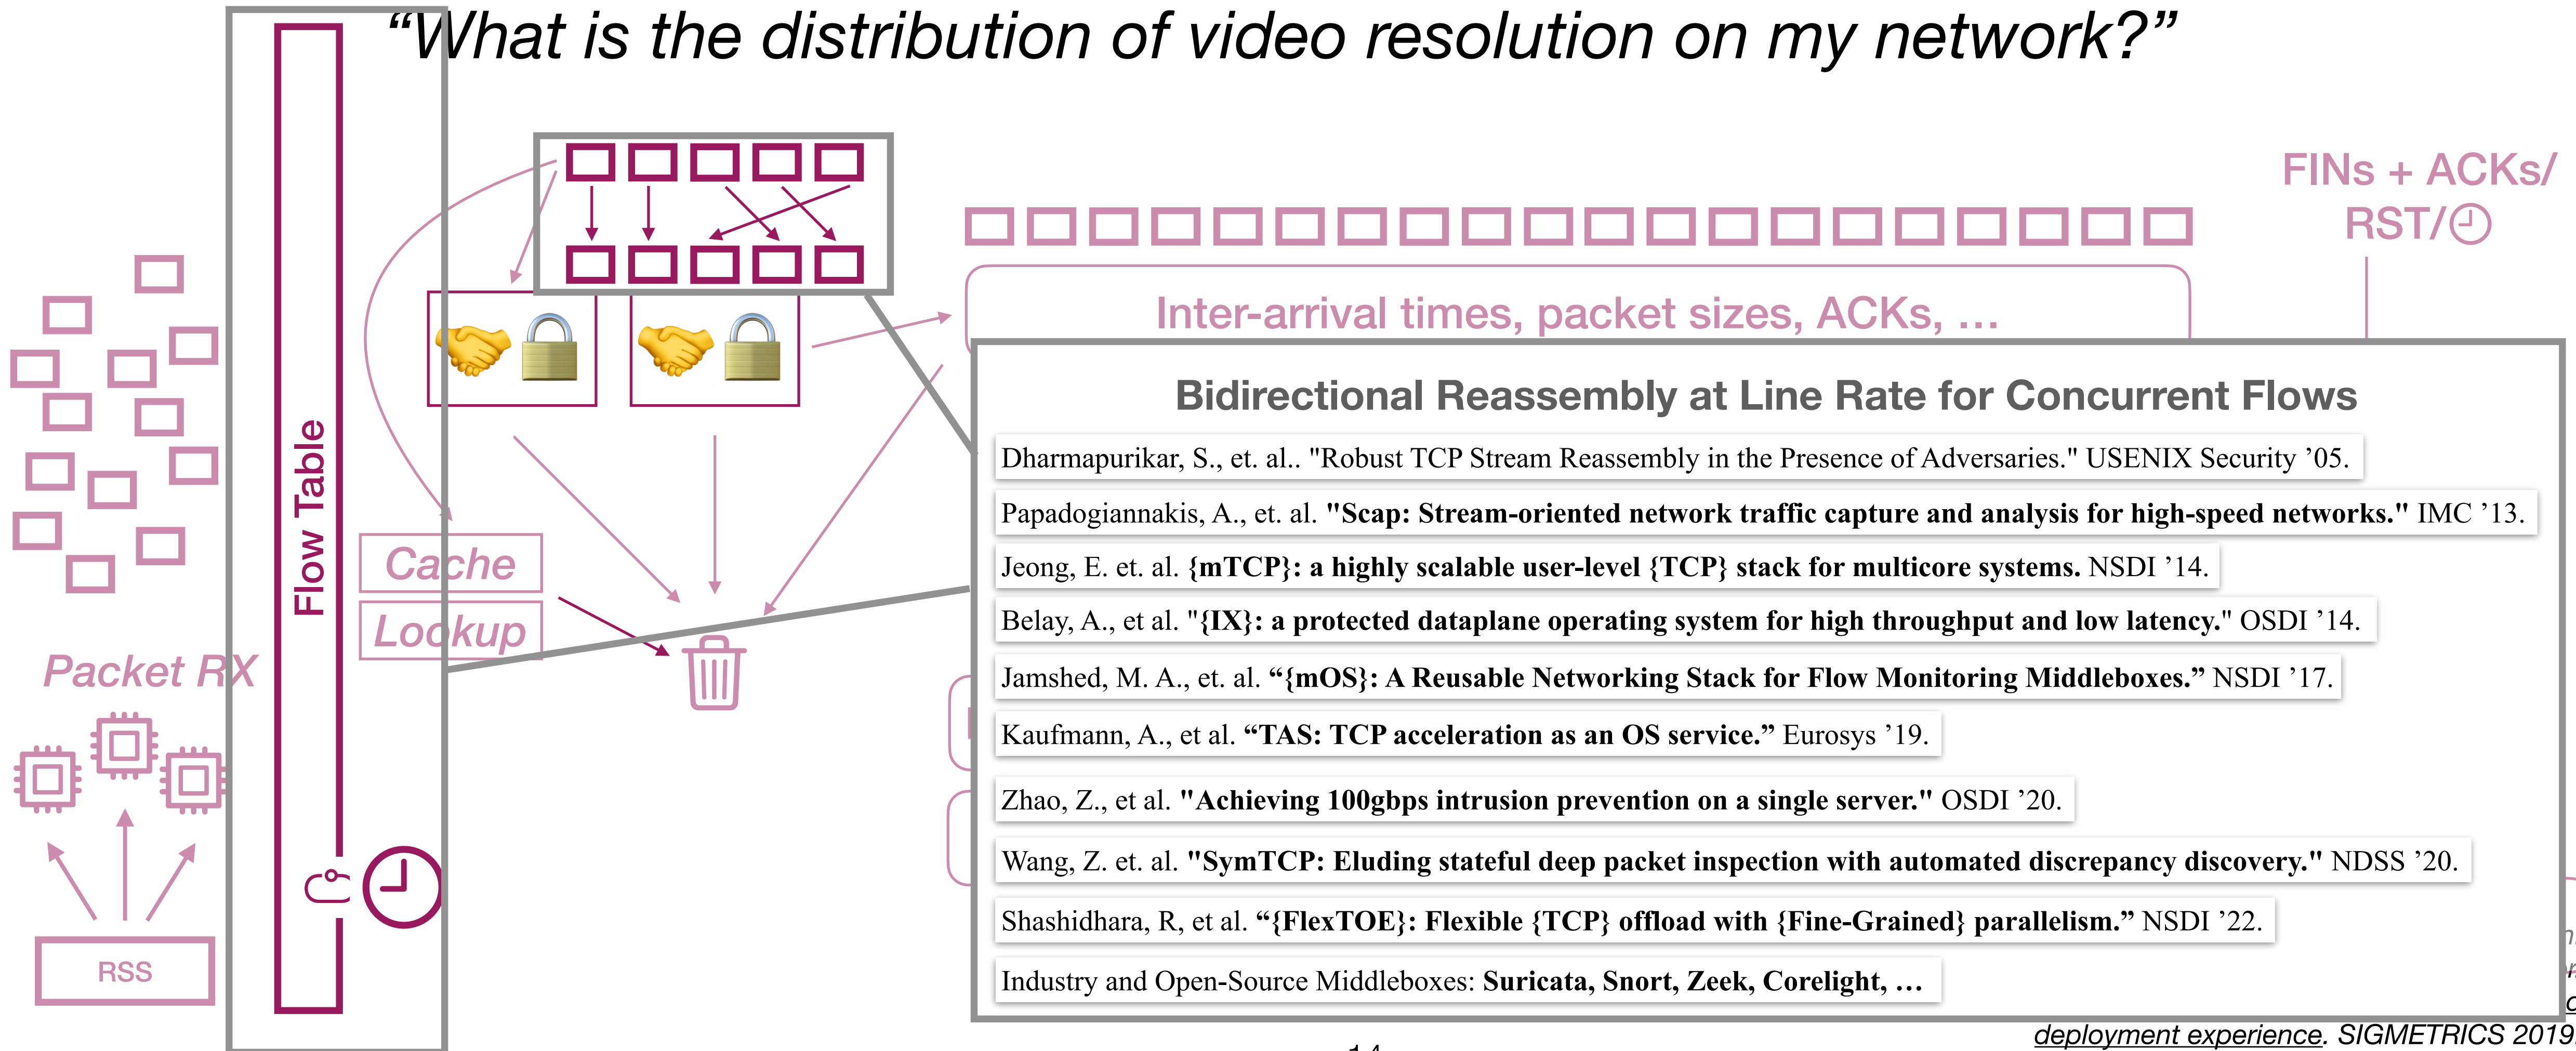 “What is the distribution of video resolution on my network?”
FINs + ACKs/
RST/
Inter-arrival times, packet sizes, ACKs, …
Flow Table
Cache
Lookup
Packet RX
RSS
Bidirectional Reassembly at Line Rate for Concurrent Flows
Dharmapurikar, S., et. al.. "Robust TCP Stream Reassembly in the Presence of Adversaries." USENIX Security ’05.
Papadogiannakis, A., et. al. "Scap: Stream-oriented network traffic capture and analysis for high-speed networks." IMC ’13.
Jeong, E. et. al. {mTCP}: a highly scalable user-level {TCP} stack for multicore systems. NSDI ’14.
Belay, A., et al. "{IX}: a protected dataplane operating system for high throughput and low latency." OSDI ’14.
Jamshed, M. A., et. al. “{mOS}: A Reusable Networking Stack for Flow Monitoring Middleboxes.” NSDI ’17.
Kaufmann, A., et al. “TAS: TCP acceleration as an OS service.” Eurosys ’19.
Zhao, Z., et al. "Achieving 100gbps intrusion prevention on a single server." OSDI ’20.
Wang, Z. et. al. "SymTCP: Eluding stateful deep packet inspection with automated discrepancy discovery." NDSS ’20.
Shashidhara, R, et al. “{FlexTOE}: Flexible {TCP} offload with {Fine-Grained} parallelism.” NSDI ’22.
Industry and Open-Source Middleboxes: Suricata, Snort, Zeek, Corelight, …
deployment experience. SIGMETRICS 2019